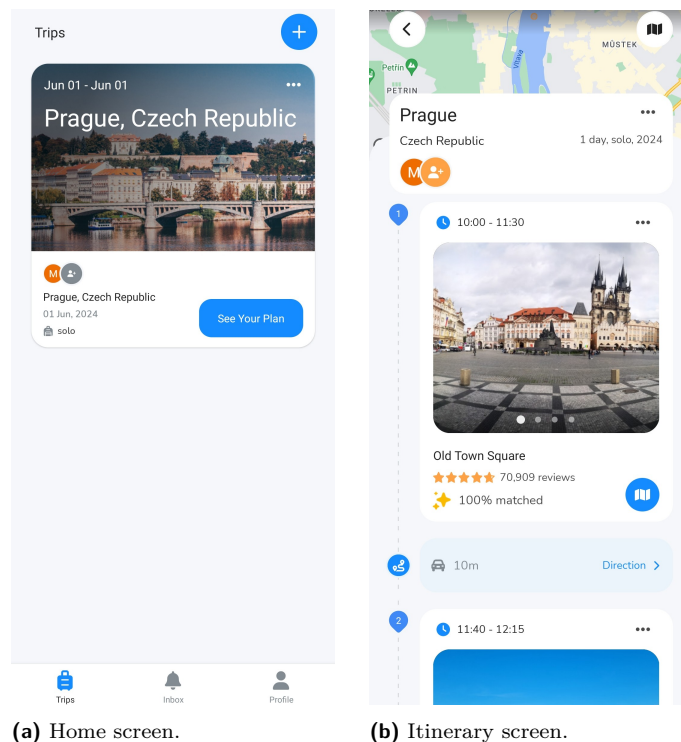 Trips
Jun 01 - Jun 01
Prague, Czech Republic
M
Prague, Czech Republic
01 Jun, 2024
solo
See Your Plan
Trips
Inbox
Profile
(a) Home screen.
MŮSTEK
Vltava
Petřín
PETRIN
Prague
Czech Republic
1 day, solo, 2024
M
1
10:00 - 11:30
Old Town Square
70,909 reviews
100% matched
10m
Direction
2
11:40 - 12:15
(b) Itinerary screen.